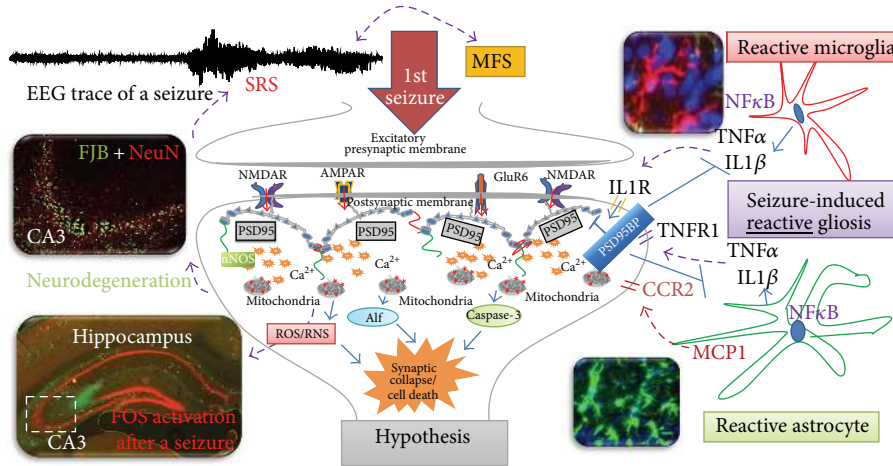 EEG trace of a seizure
SRS
1st
seizure
MFS
Reactive microglia
NFκB
TNFα
IL1β
Seizure-induced
reactive gliosis
FJB + NeuN
CA3
Neurodegeneration
Excitatory
presynaptic membrane
NMDAR
AMPAR
GluR6
NMDAR
Postsynaptic membrane
IL1R
PSD95
PSD95
PSD95
PSD95
PSD95BP
TNFR1
nNOS
Ca2+
Ca2+
Ca2+
Ca2+
Mitochondria
Mitochondria
CCR2
TNFα
IL1β
NFκB
MCP1
ROS/RNS
Alf
Caspase-3
Synaptic
collapse/
cell death
Hippocampus
FOS activation
after a seizure
CA3
Hypothesis
Reactive astrocyte